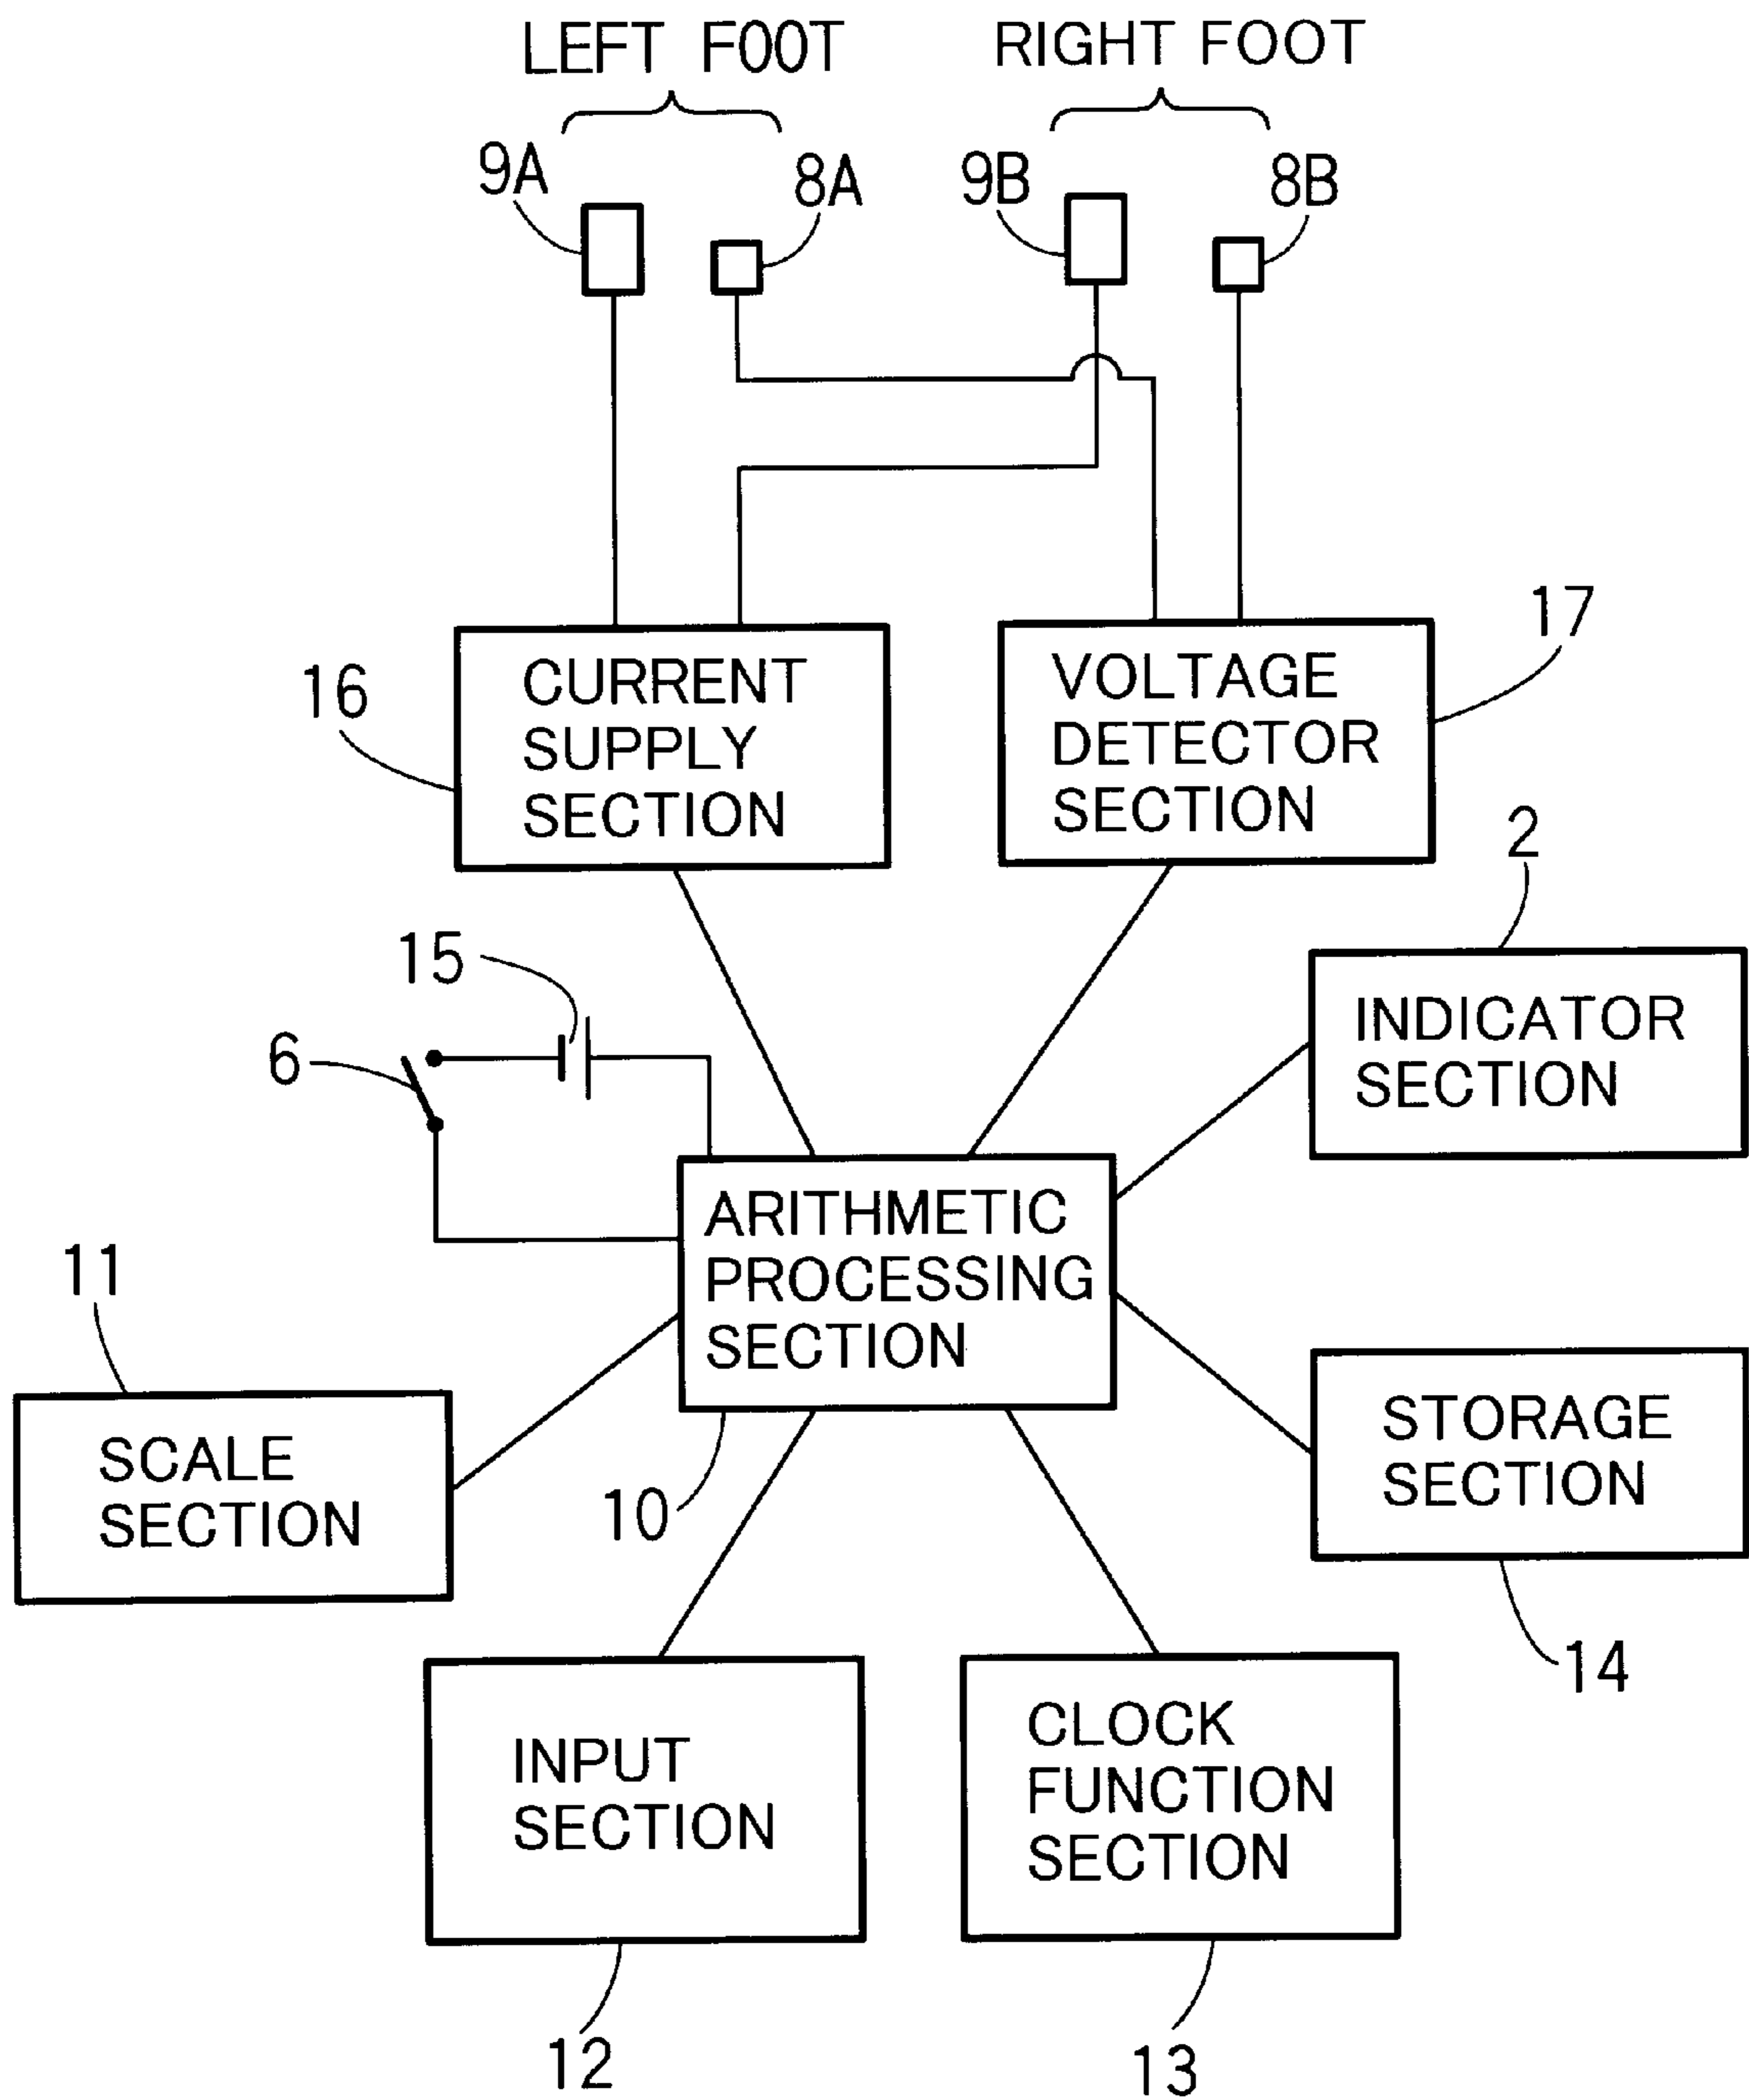 LEFT FOOT
RIGHT FOOT
9A
8A
9B
8B
16
CURRENT
SUPPLY
SECTION
VOLTAGE
DETECTOR
SECTION
17
2
INDICATOR
SECTION
15
6
ARITHMETIC
PROCESSING
SECTION
10
11
SCALE
SECTION
STORAGE
SECTION
14
INPUT
SECTION
12
CLOCK
FUNCTION
SECTION
13